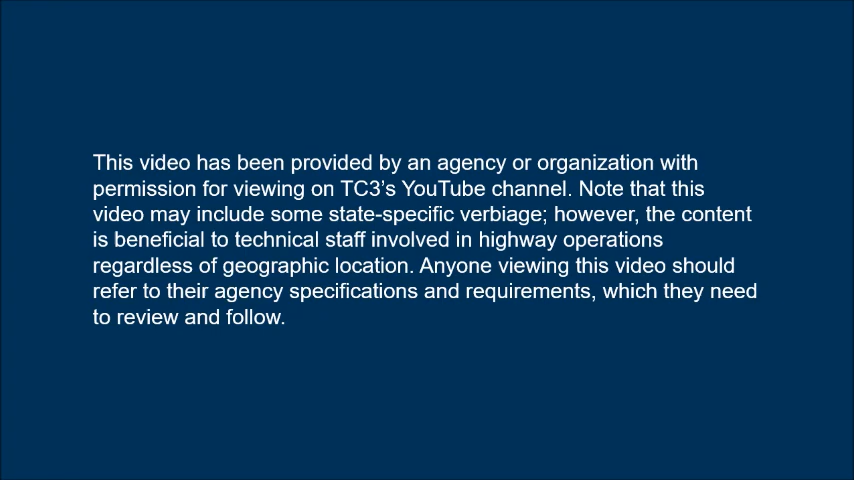 This video has been provided by an agency or organization with
permission for viewing on TC3’s YouTube channel. Note that this
video may include some state-specific verbiage; however, the content
is beneficial to technical staff involved in highway operations
regardless of geographic location. Anyone viewing this video should
refer to their agency specifications and requirements, which they need
to review and follow.